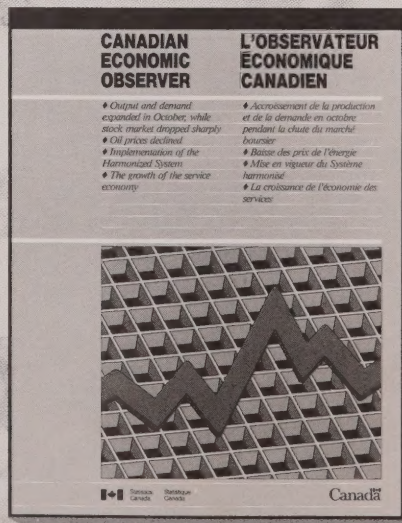 CANADIAN
ECONOMIC
OBSERVER
♦ Output and demand
expanded in October, while
stock market dropped sharply
♦ Oil prices declined
♦ Implementation of the
Harmonized System
♦ The growth of the service
economy
L'OBSERVATEUR
ÉCONOMIQUE
CANADIEN
♦ Accroissement de la production
et de la demande en octobre
pendant la chute du marché
boursier
♦ Baisse des prix de l'énergie
♦ Mise en vigueur du Système
harmonisé
♦ La croissance de l'économie des
services
Statistics
Canada
Statistique
Canada
Canada